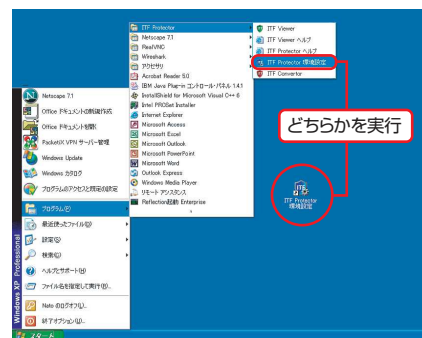 ITF Protector
Netscape 7.1
RealVNC
Wireshark
アクセサリ
Acrobat Reader 5.0
IBM Java Plug-in コントロール・パネル 1.4.1
InstallShield for Microsoft Visual C++ 6
Intel PROSet Installer
Internet Explorer
Microsoft Access
Microsoft Excel
Microsoft Outlook
Microsoft PowerPoint
Microsoft Word
Outlook Express
Windows Media Player
リモート アシスタンス
Reflection起動 Enterprise
ITF Viewer
ITF Viewer ヘルプ
ITF Protector ヘルプ
ITF Protector 環境設定
ITF Convertor
どちらかを実行
ITF Protector
環境設定
Netscape 7.1
Office ドキュメントの新規作成
Office ドキュメントを開く
PacketiX VPN サーバー管理
Windows Update
Windows カタログ
プログラムのアクセスと既定の設定
プログラム(P)
最近使ったファイル(D)
設定(S)
検索(C)
ヘルプとサポート(H)
ファイル名を指定して実行(R)...
Neto のログオフ(L)...
終了オプション(U)...
Windows XP Professional
スタート